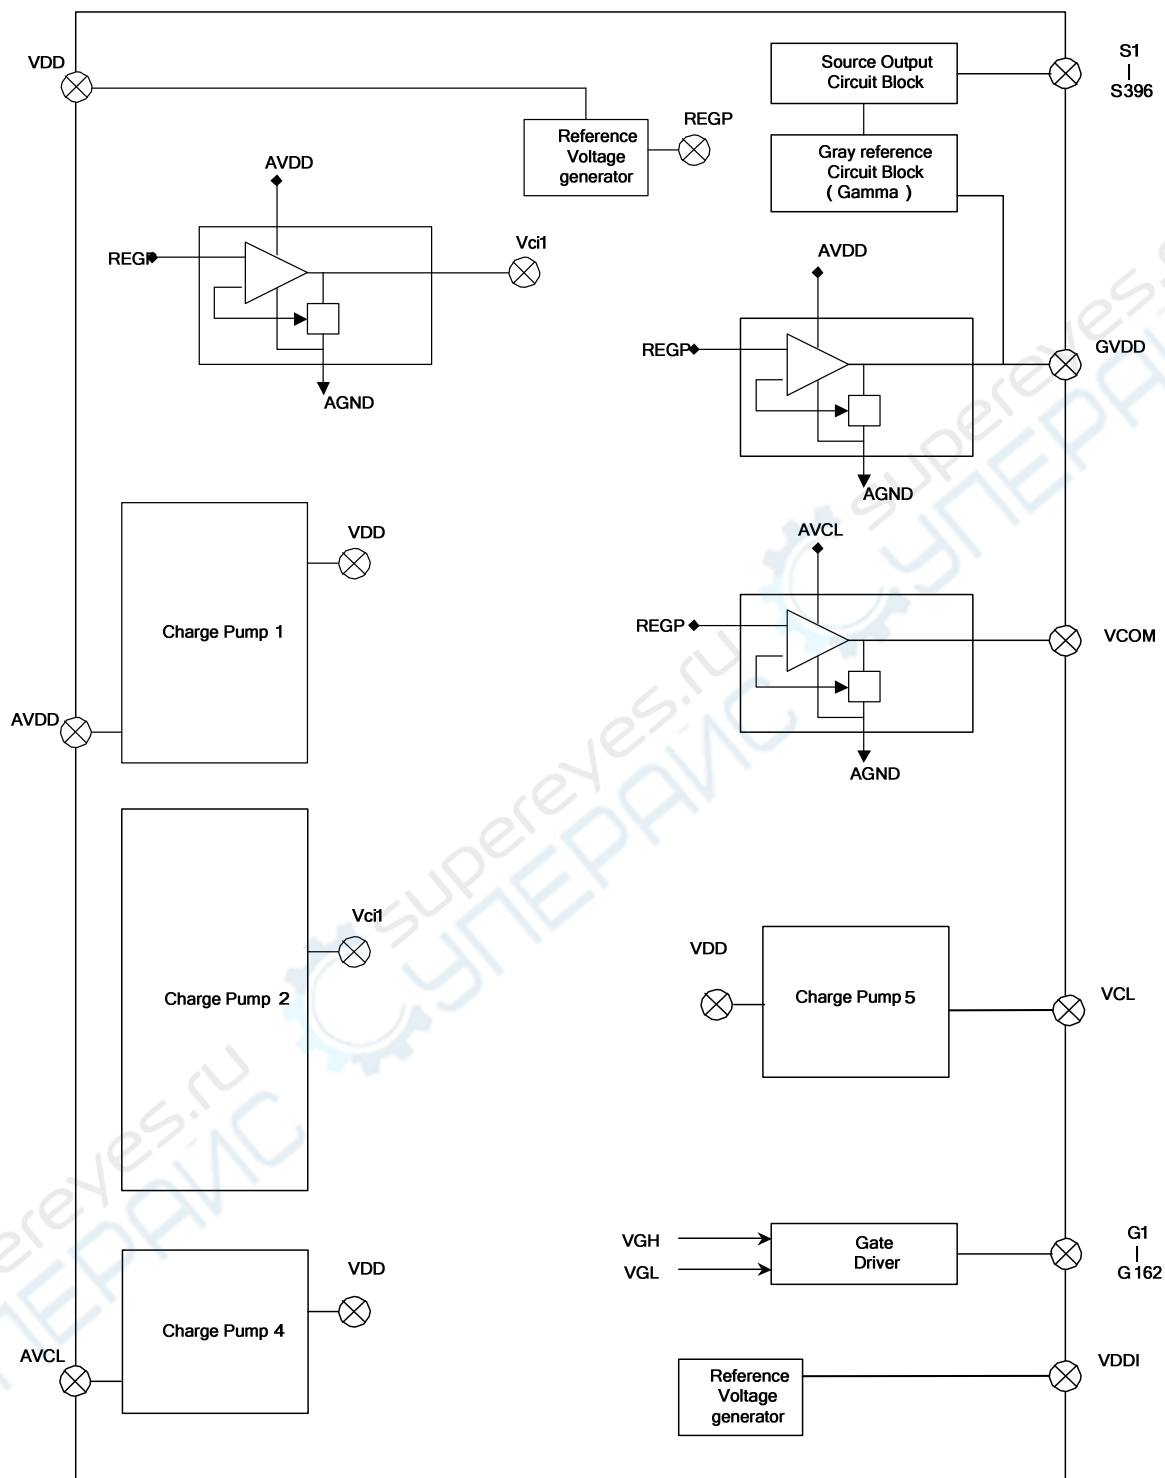 VDD
Source Output
Circuit Block
S1
S396
Reference
Voltage
generator
REGP
Gray reference
Circuit Block
( Gamma )
AVDD
REGP
Vci1
AGND
AVDD
REGP
GVDD
AGND
VDD
Charge Pump 1
AVDD
AVCL
REGP
VCOM
AGND
Vci1
Charge Pump 2
VDD
Charge Pump 5
VCL
VGH
VGL
Gate
Driver
G1
G 162
VDD
Charge Pump 4
AVCL
Reference
Voltage
generator
VDDI
supereyes.ru
СУПЕРАЙС
supereyes.ru
СУПЕРАЙС
supereyes.ru
СУПЕРАЙС